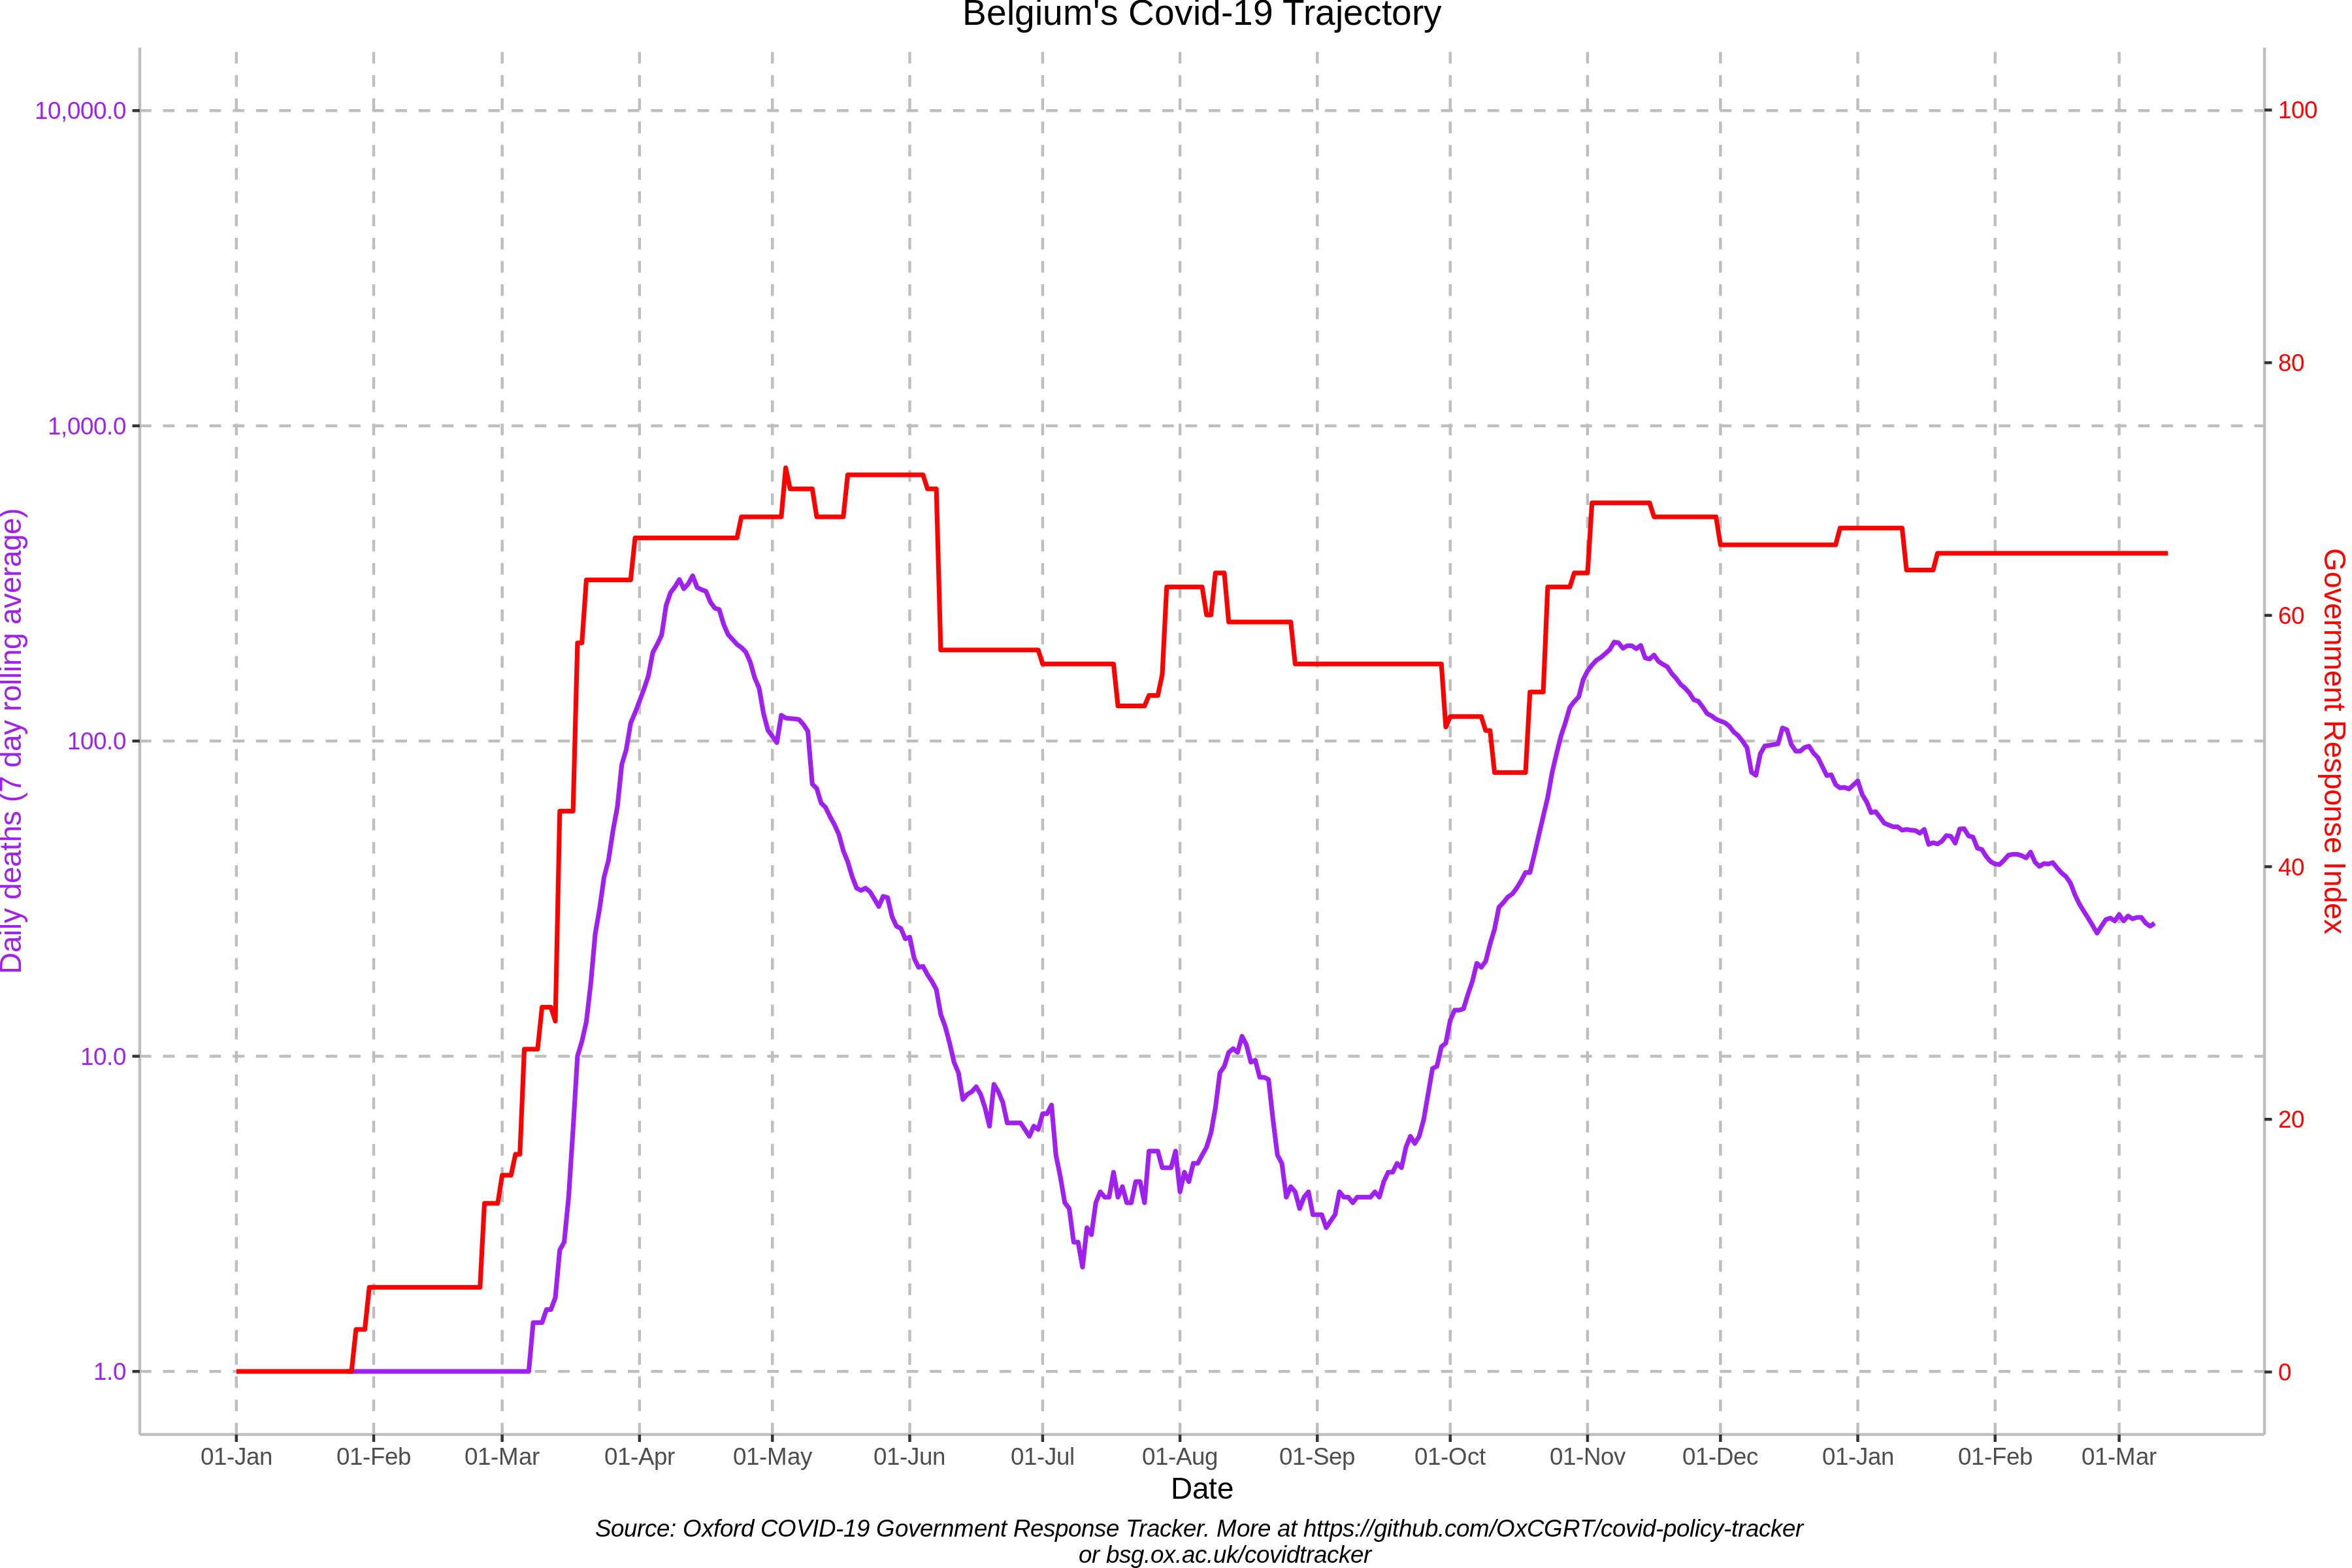 Belgium's Covid-19 Trajectory
10,000.0
1,000.0
100.0
10.0
1.0
Daily deaths (7 day rolling average)
100
80
60
40
20
0
Government Response Index
01-Jan 01-Feb 01-Mar 01-Apr 01-May 01-Jun 01-Jul 01-Aug 01-Sep 01-Oct 01-Nov 01-Dec 01-Jan 01-Feb 01-Mar
Date
Source: Oxford COVID-19 Government Response Tracker. More at https://github.com/OxCGRT/covid-policy-tracker
or bsg.ox.ac.uk/covidtracker